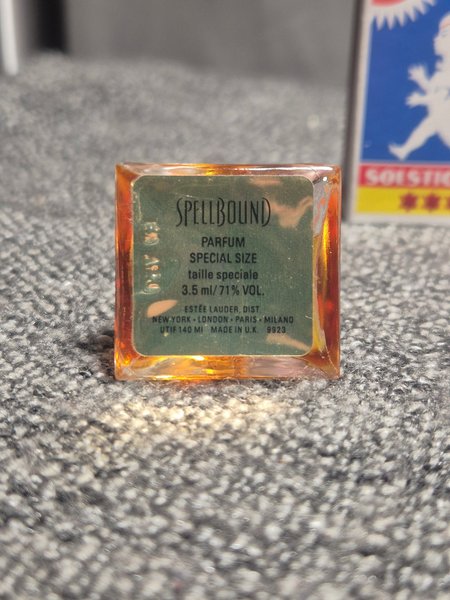 SPELLBOUND
PARFUM
SPECIAL SIZE
taille speciale
3.5 ml/71% VOL.
ESTÉE LAUDER, DIST
NEW YORK • LONDON • PARIS • MILANO
UTIF 140 MI MADE IN U.K. 9923
SOLSTIC